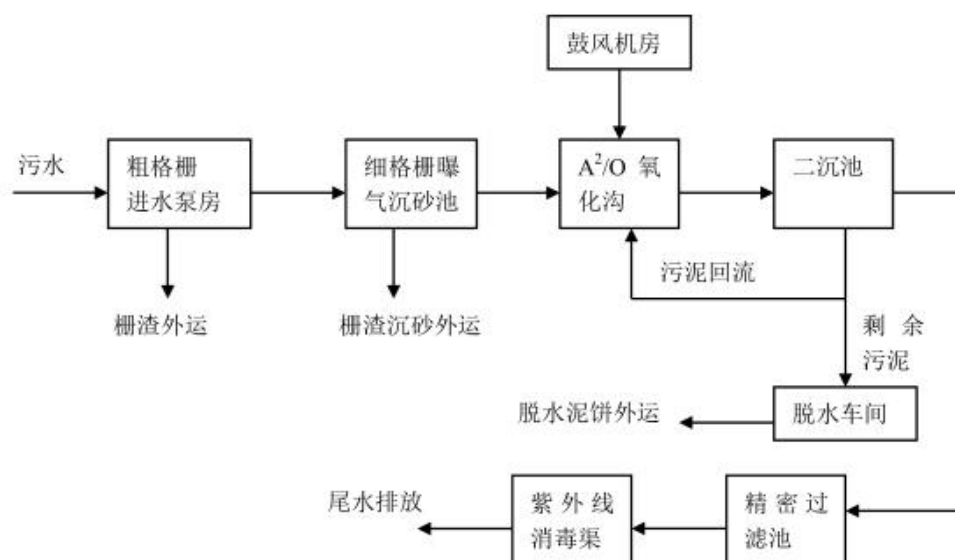 鼓风机房
污水
粗格栅
进水泵房
细格栅曝
气沉砂池
A²/O 氧
化沟
二沉池
污泥回流
栅渣外运
栅渣沉砂外运
剩 余
污泥
脱水泥饼外运
脱水车间
尾水排放
紫 外 线
消毒渠
精 密 过
滤池